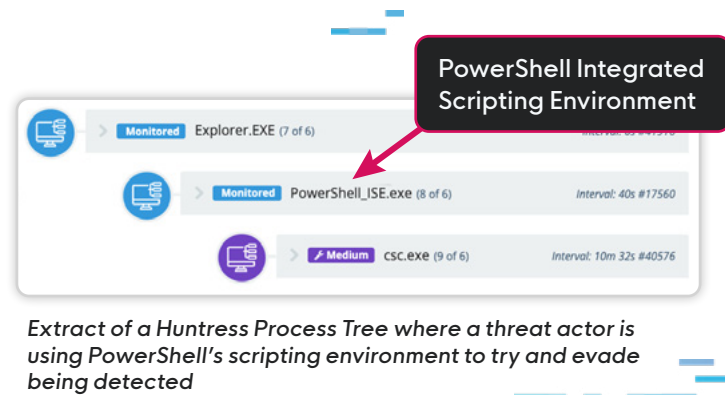 PowerShell Integrated
Scripting Environment
Monitored Explorer.EXE (7 of 6)
Monitored PowerShell_ISE.exe (8 of 6) Interval: 40s #17560
Medium csc.exe (9 of 6) Interval: 10m 32s #40576
Extract of a Huntress Process Tree where a threat actor is
using PowerShell's scripting environment to try and evade
being detected